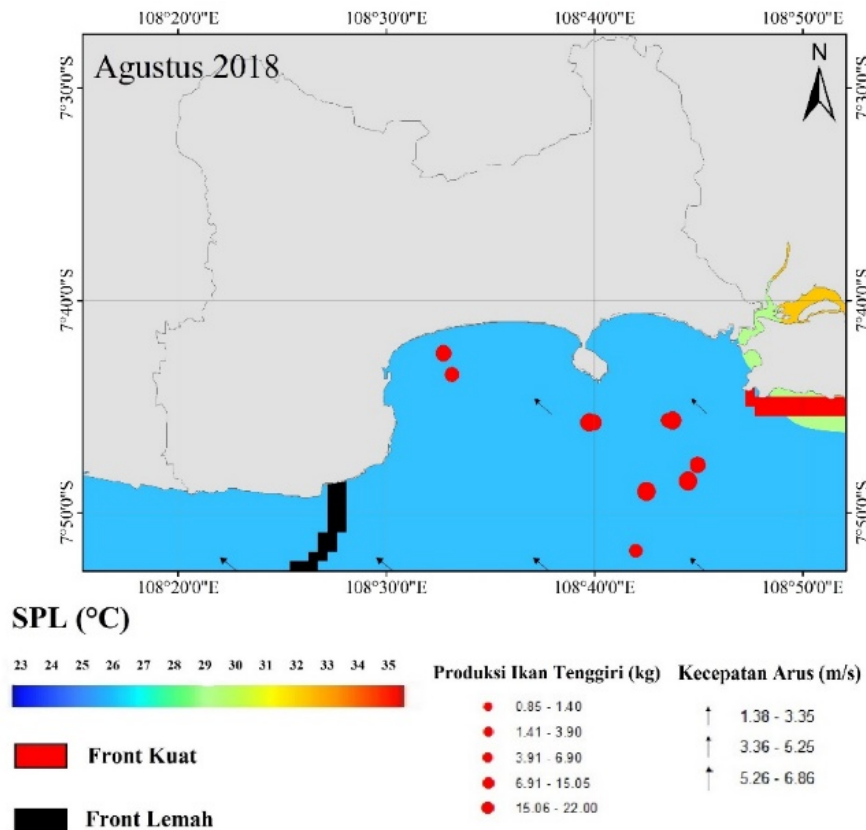 108°20'0"E 108°30'0"E 108°40'0"E 108°50'0"E
Agustus 2018
N
7°30'0"S 7°30'0"S
7°40'0"S 7°40'0"S
7°50'0"S 7°50'0"S
108°20'0"E 108°30'0"E 108°40'0"E 108°50'0"E
SPL (°C)
23 24 26 27 28 29 30 31 32 33 34 35
Front Kuat
Front Lemah
Produksi Ikan Tenggiri (kg)
0.85 - 1.40
1.41 - 3.90
3.91 - 6.90
6.91 - 15.05
15.06 - 22.00
Kecepatan Arus (m/s)
1.38 - 3.35
3.36 - 5.25
5.26 - 6.86